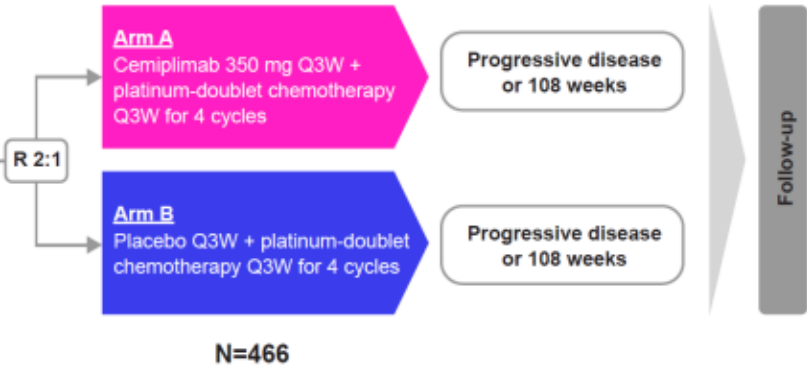 R 2:1
Arm A
Cemiplimab 350 mg Q3W +
platinum-doublet chemotherapy
Q3W for 4 cycles
Progressive disease
or 108 weeks
Arm B
Placebo Q3W + platinum-doublet
chemotherapy Q3W for 4 cycles
Progressive disease
or 108 weeks
Follow-up
N=466